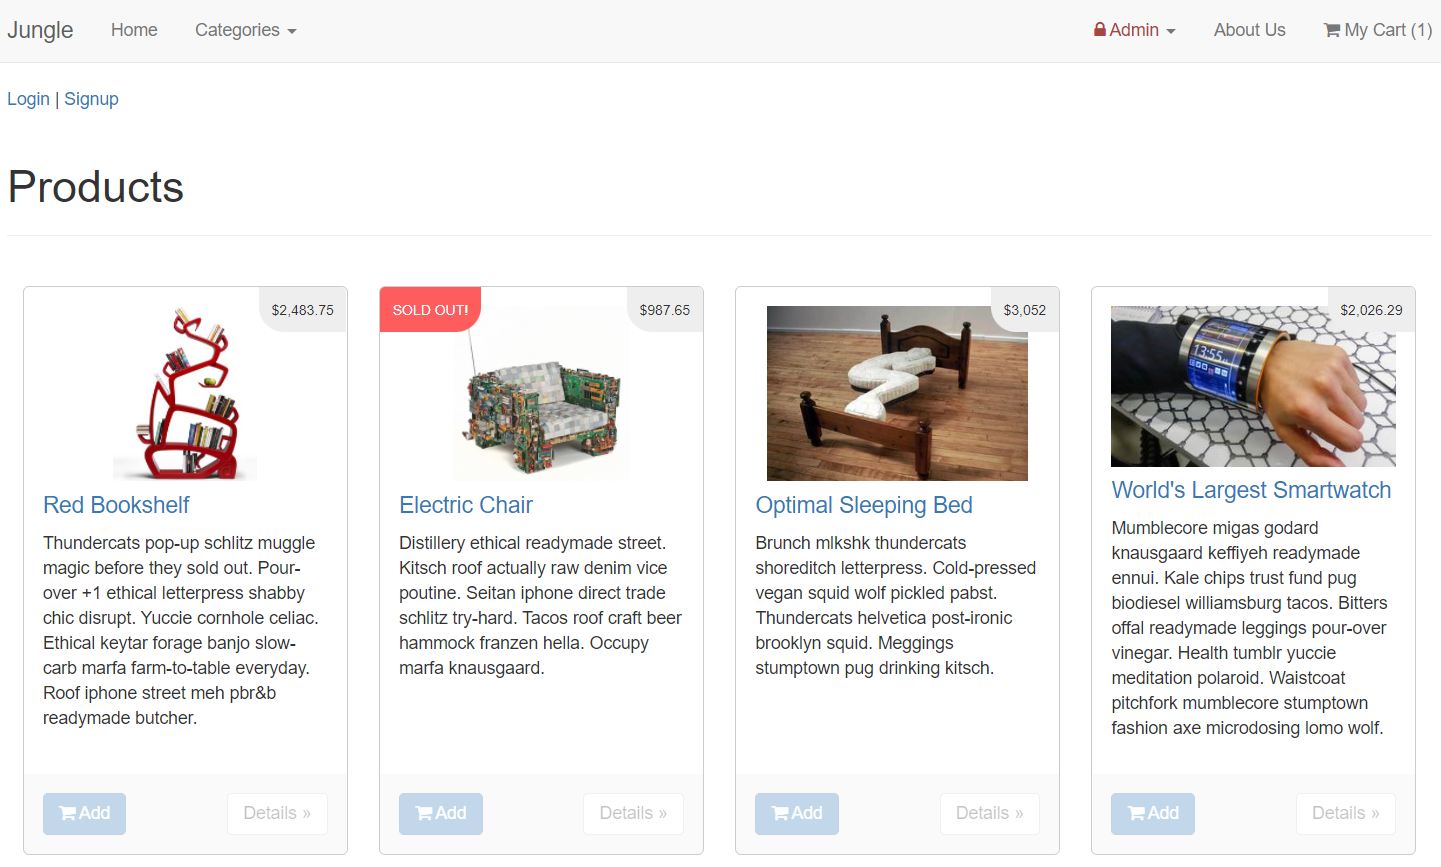 Jungle Home Categories Admin About Us My Cart (1)
Login | Signup
Products
$2,483.75
Red Bookshelf
Thundercats pop-up schlitz muggle
magic before they sold out. Pour-
over +1 ethical letterpress shabby
chic disrupt. Yuccie cornhole celiac.
Ethical keytar forage banjo slow-
carb marfa farm-to-table everyday.
Roof iphone street meh pbr&b
readymade butcher.
Add Details »
SOLD OUT! $987.65
Electric Chair
Distillery ethical readymade street.
Kitsch roof actually raw denim vice
poutine. Seitan iphone direct trade
schlitz try-hard. Tacos roof craft beer
hammock franzen hella. Occupy
marfa knausgaard.
Add Details »
$3,052
Optimal Sleeping Bed
Brunch mlkshk thundercats
shoreditch letterpress. Cold-pressed
vegan squid wolf pickled pabst.
Thundercats helvetica post-ironic
brooklyn squid. Meggings
stumptown pug drinking kitsch.
Add Details »
$2,026.29
13:55
World's Largest Smartwatch
Mumblecore migas godard
knausgaard keffiyeh readymade
ennui. Kale chips trust fund pug
biodiesel williamsburg tacos. Bitters
offal readymade leggings pour-over
vinegar. Health tumblr yuccie
meditation polaroid. Waistcoat
pitchfork mumblecore stumptown
fashion axe microdosing lomo wolf.
Add Details »